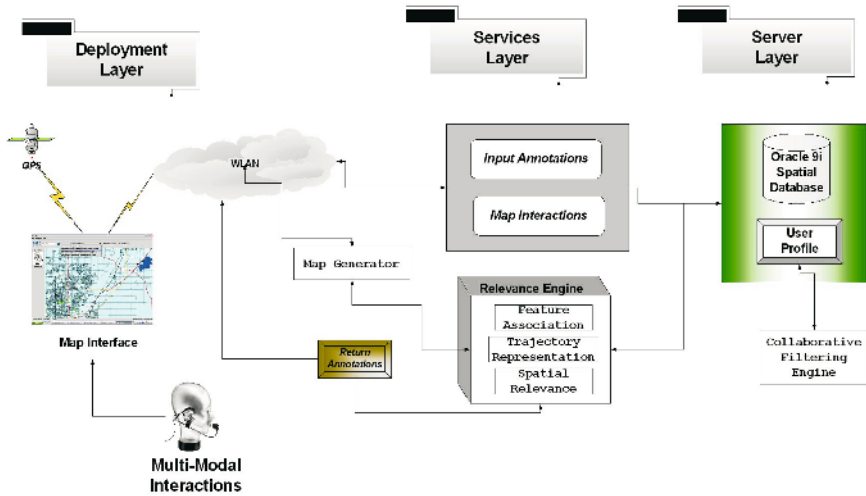 Deployment
Layer
Services
Layer
Server
Layer
GPS
WLAN
Input Annotations
Map Interactions
Oracle 9i
Spatial
Database
User
Profile
Map Generator
Relevance Engine
Feature
Association
Trajectory
Representation
Spatial
Relevance
Map Interface
Return
Annotations
Collaborative
Filtering
Engine
Multi-Modal
Interactions